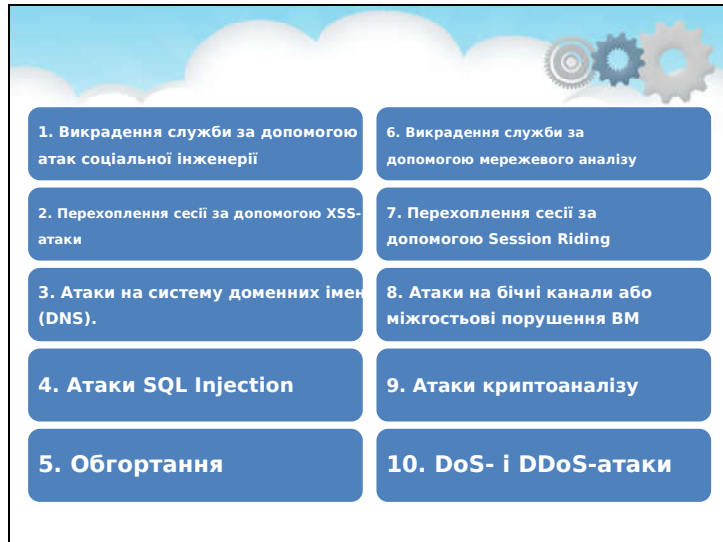 1. Викрадення служби за допомогою
атак соціальної інженерії
2. Перехоплення сесії за допомогою XSS-
атаки
3. Атаки на систему доменних імен
(DNS).
4. Атаки SQL Injection
5. Обгортання
6. Викрадення служби за
допомогою мережевого аналізу
7. Перехоплення сесії за
допомогою Session Riding
8. Атаки на бічні канали або
міжгостьові порушення ВМ
9. Атаки криптоаналізу
10. DoS- і DDoS-атаки